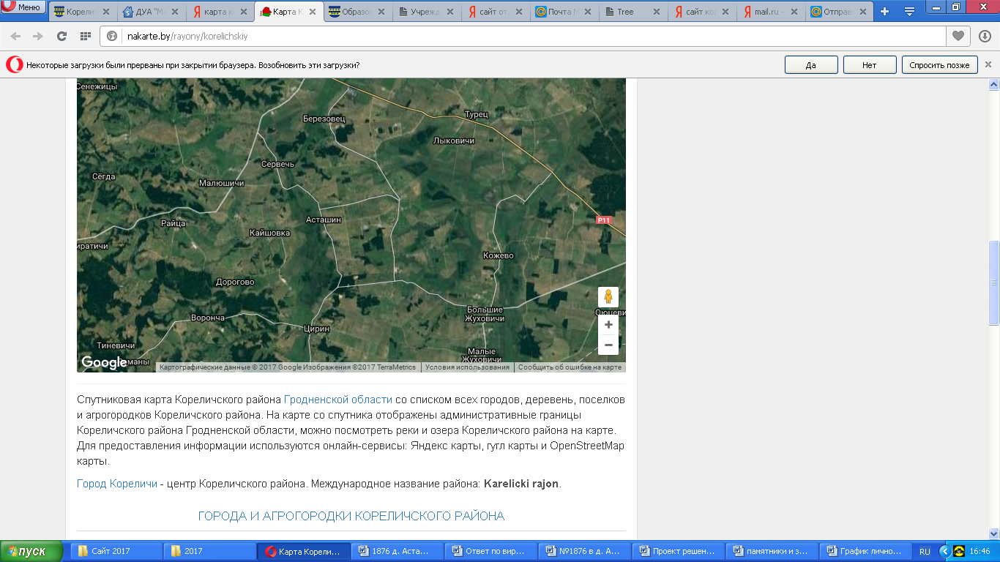 Меню
Корели
ДУА "Ма
карта ко
Карта К
Образов
Учрежд
сайт от
Почта М
Tree
сайт кор
mail.ru –
Отправл
nakarte.by/rayony/korelichskiy
Некоторые загрузки были прерваны при закрытии браузера. Возобновить эти загрузки?
Да
Нет
Спросить позже
Сенежицы
Березовец
Турец
Лыковичи
Сервечь
Сёгда
Малюшичи
Райца
Асташин
P11
Кайшовка
иратичи
Кожево
Дорогово
Большие
Жуховичи
Воронча
Цирин
Тиневичи
Малые
Жуховичи
Google
маны
Картографические данные © 2017 Google Изображения ©2017 TerraMetrics
Условия использования
Сообщить об ошибке на карте
Спутниковая карта Кореличского района Гродненской области со списком всех городов, деревень, поселков
и агрогородков Кореличского района. На карте со спутника отображены административные границы
Кореличского района Гродненской области, можно посмотреть реки и озера Кореличского района на карте.
Для предоставления информации используются онлайн-сервисы: Яндекс карты, гугл карты и OpenStreetMap
карты.
Город Кореличи - центр Кореличского района. Международное название района: Karelicki rajon.
ГОРОДА И АГРОГОРОДКИ КОРЕЛИЧСКОГО РАЙОНА
пуск
Сайт 2017
2017
Карта Корели...
1876 д. Аста...
Ответ по вир...
№1876 в д. А...
Проект решен...
памятники и з...
График лично...
RU
16:46